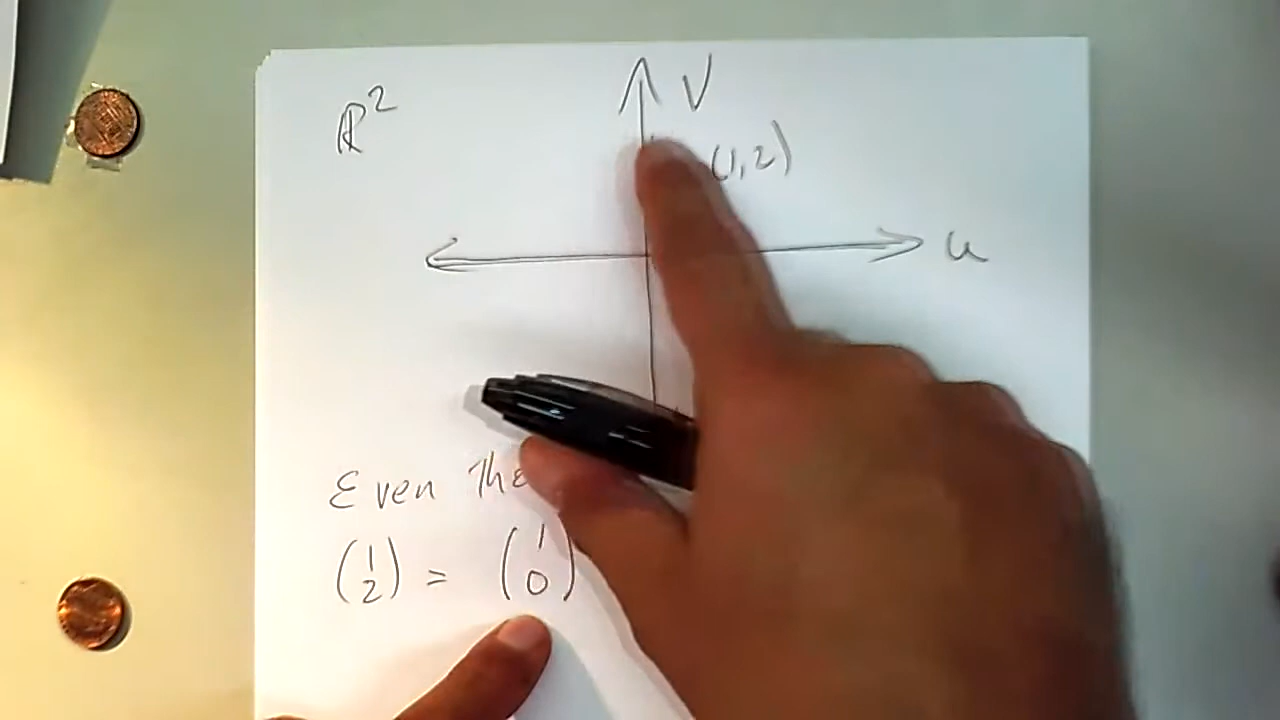 ℝ²
V
(1,2)
u
Even The
(1 2) = (1 0)